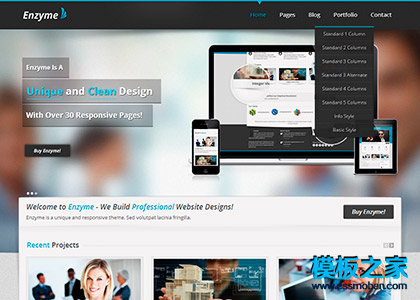 Enzyme
Home Pages Blog Portfolio Contact
Standard 1 Column
Standard 2 Columns
Standard 3 Columns
Standard 3 Alternate
Standard 4 Columns
Standard 5 Columns
Info Style
Basic Style
Enzyme Is A
Unique and Clean Design
With Over 30 Responsive Pages!
Buy Enzyme!
Welcome to Enzyme - We Build Professional Website Designs!
Enzyme is a unique and responsive theme. Sed volutpat lacinia fringilla.
Buy Enzyme!
Recent Projects
模板之家
www.cssmoban.com